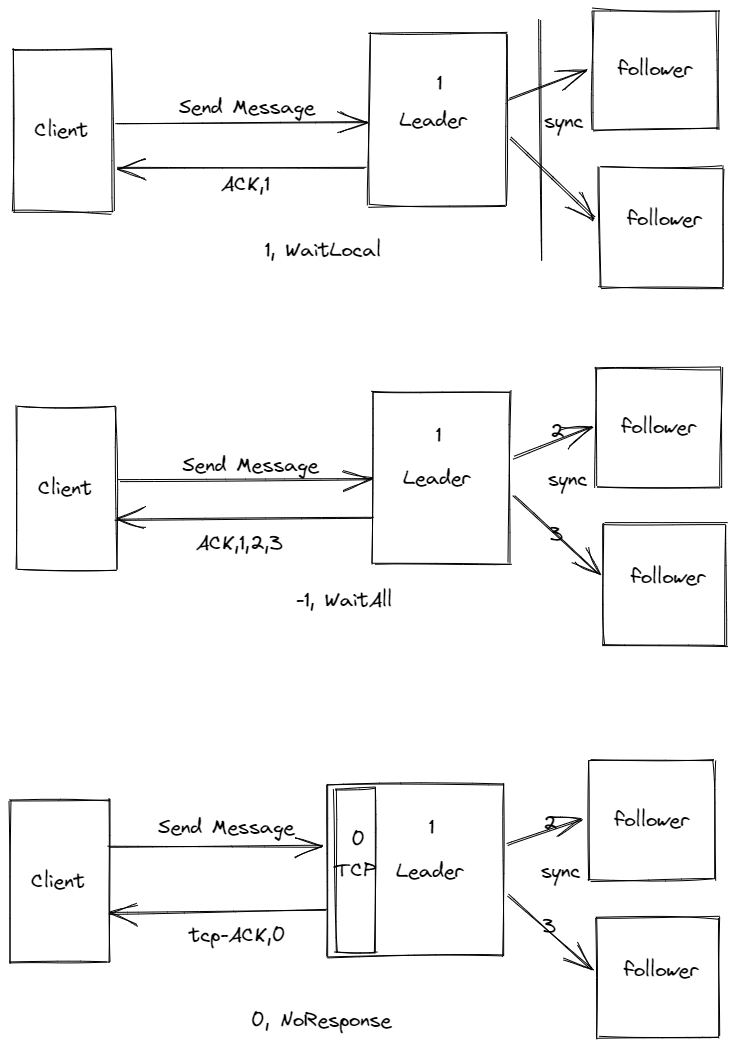 follower
1
Client
Send Message
Leader
sync
ACK,1
follower
1, WaitLocal
follower
1
2
Client
Send Message
Leader
sync
ACK,1,2,3
3
follower
-1, WaitAll
follower
Send Message
0
1
2
Client
TCP
Leader
sync
tcp-ACK,0
3
follower
0, NoResponse